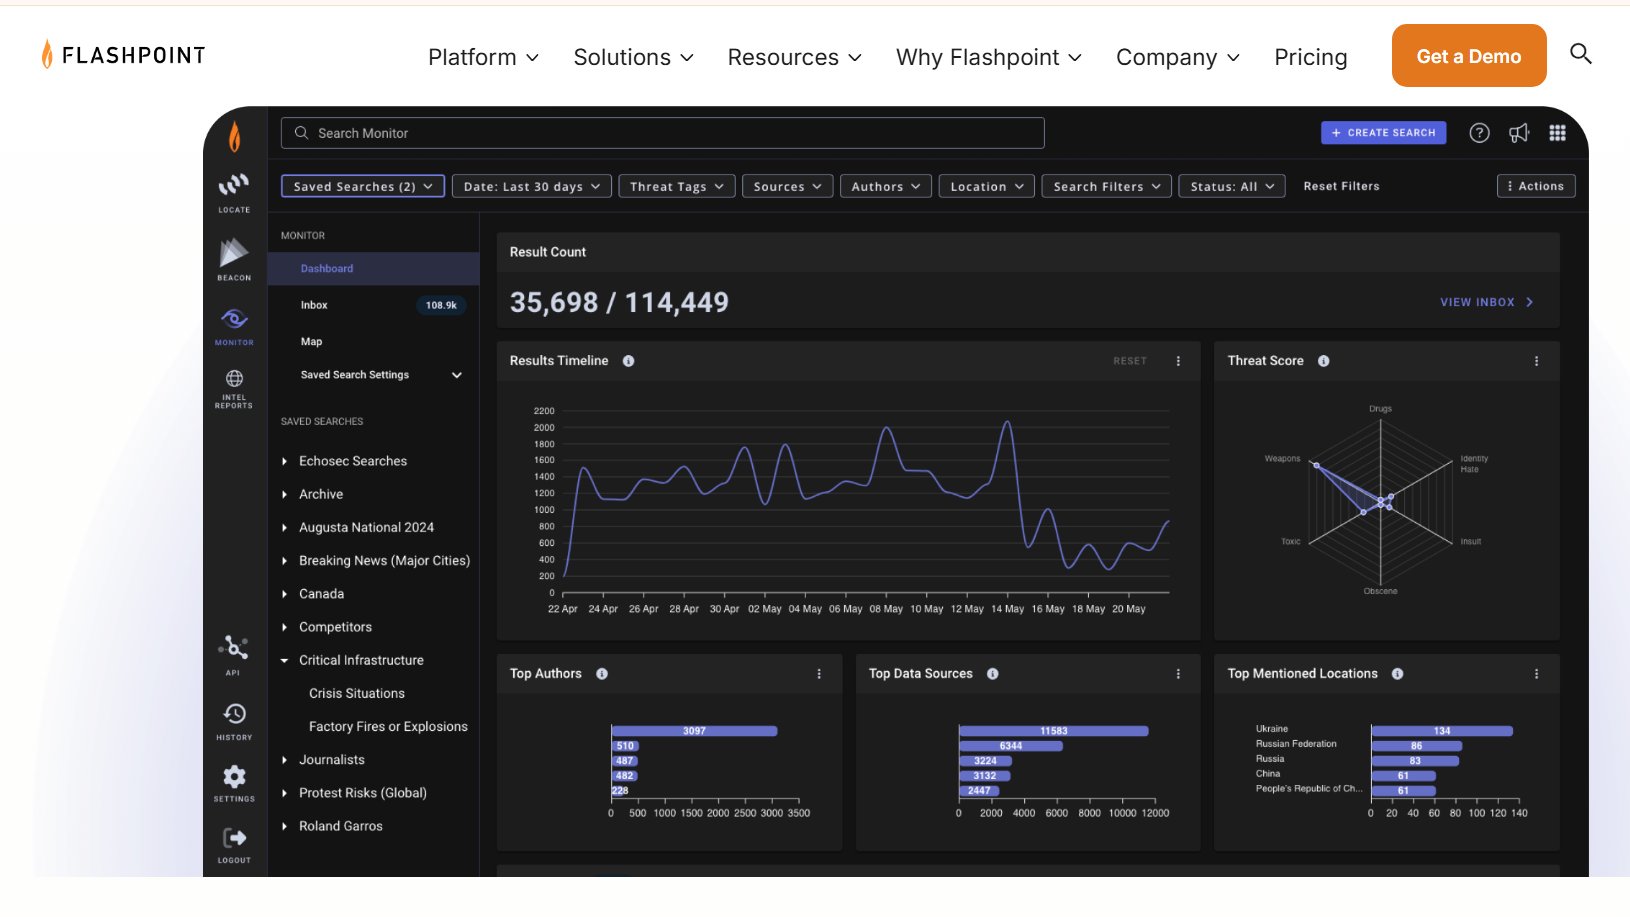 FLASHPOINT
Platform
Solutions
Resources
Why Flashpoint
Company
Pricing
Get a Demo
Search Monitor
+ CREATE SEARCH
Saved Searches (2)
Date: Last 30 days
Threat Tags
Sources
Authors
Location
Search Filters
Status: All
Reset Filters
Actions
LOCATE
BEACON
MONITOR
INTEL
REPORTS
API
HISTORY
SETTINGS
LOGOUT
MONITOR
Dashboard
Inbox 108.9k
Map
Saved Search Settings
SAVED SEARCHES
Echosec Searches
Archive
Augusta National 2024
Breaking News (Major Cities)
Canada
Competitors
Critical Infrastructure
Crisis Situations
Factory Fires or Explosions
Journalists
Protest Risks (Global)
Roland Garros
Result Count
35,698 / 114,449
VIEW INBOX
Results Timeline
RESET
2200
2000
1800
1600
1400
1200
1000
800
600
400
200
0
22 Apr 24 Apr 26 Apr 28 Apr 30 Apr 02 May 04 May 06 May 08 May 10 May 12 May 14 May 16 May 18 May 20 May
Threat Score
Drugs
Weapons
Identity
Hate
Toxic
Insult
Obscene
Top Authors
3097
510
487
482
228
0 500 1000 1500 2000 2500 3000 3500
Top Data Sources
11583
6344
3224
3132
2447
0 2000 4000 6000 8000 10000 12000
Top Mentioned Locations
Ukraine 134
Russian Federation 86
Russia 83
China 61
People's Republic of Ch... 61
0 20 40 60 80 100 120 140